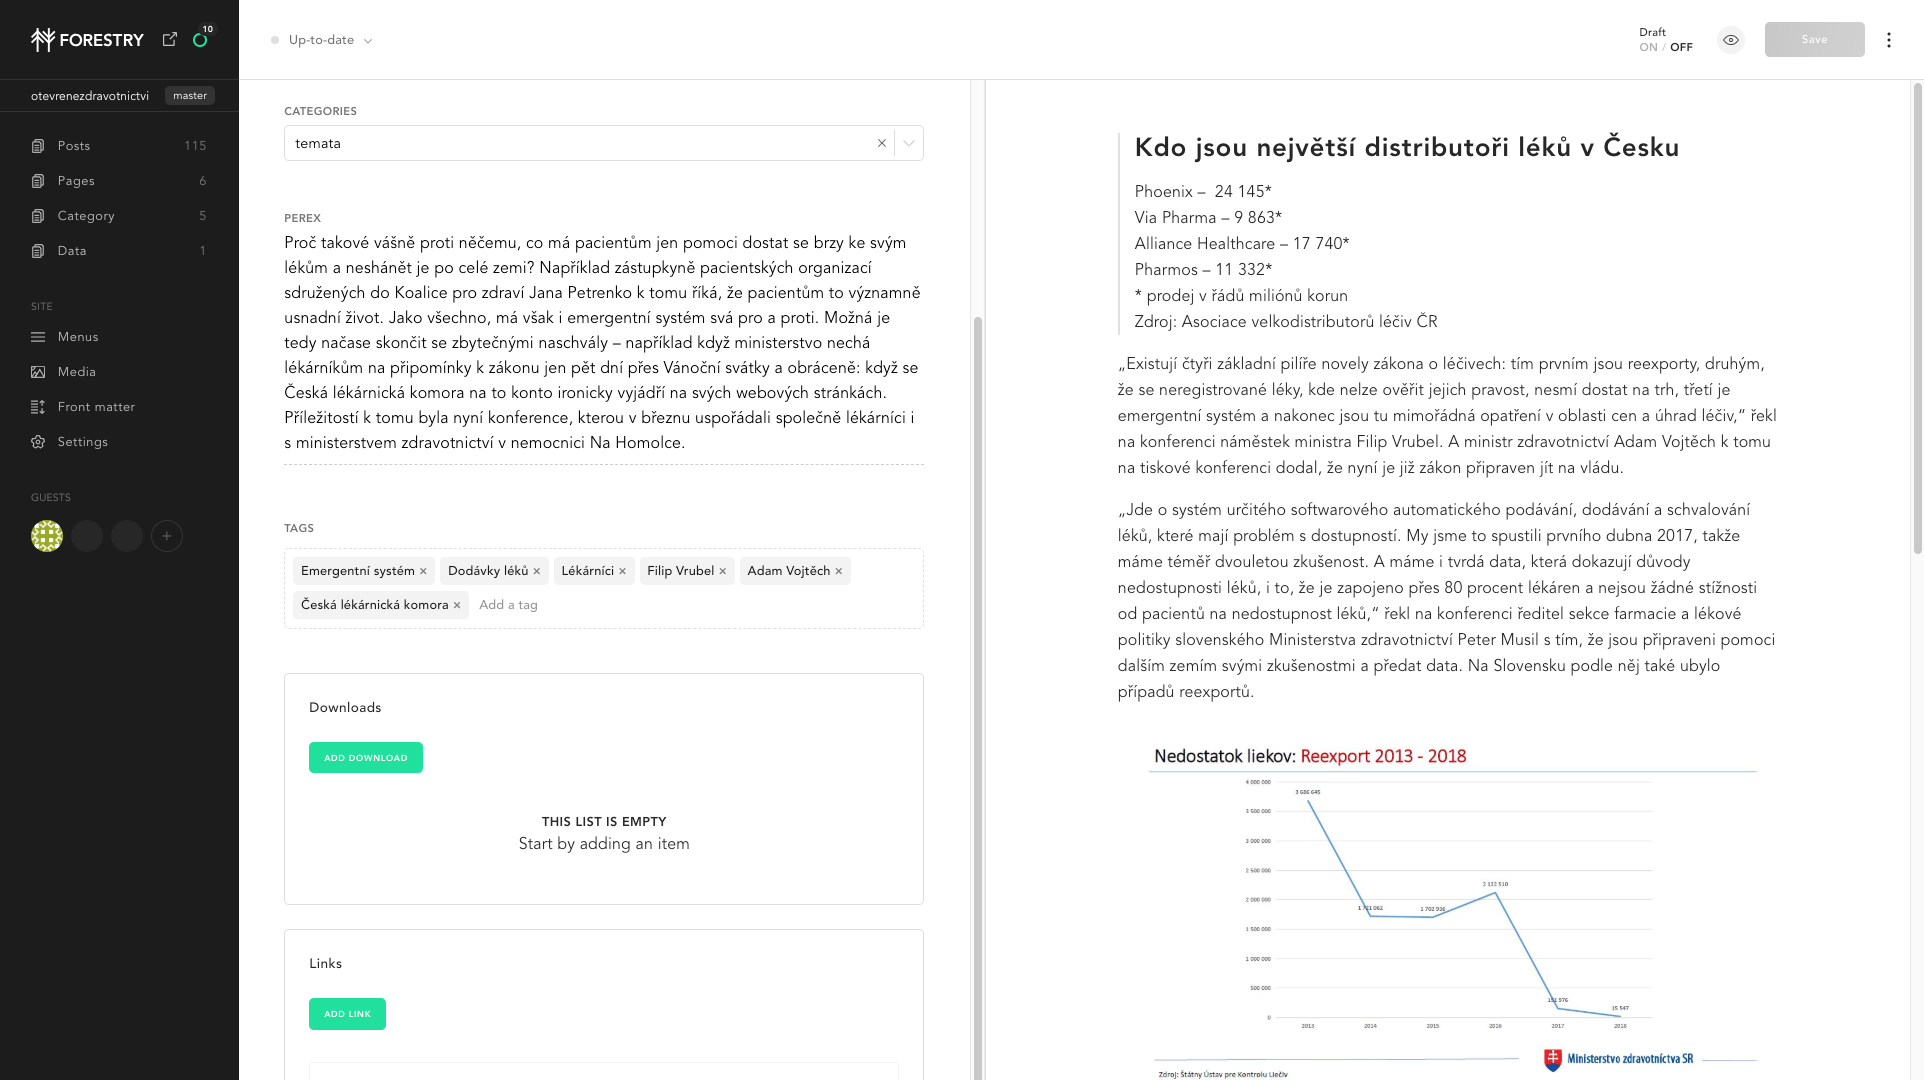 FORESTRY
10
otevrenezdravotnictvi
master
Posts
115
Pages
6
Category
5
Data
1
SITE
Menus
Media
Front matter
Settings
GUESTS
+
Up-to-date
Draft
ON / OFF
Save
CATEGORIES
temata
PEREX
Proč takové vášně proti něčemu, co má pacientům jen pomoci dostat se brzy ke svým
lékům a neshánět je po celé zemi? Například zástupkyně pacientských organizací
sdružených do Koalice pro zdraví Jana Petrenko k tomu říká, že pacientům to významně
usnadní život. Jako všechno, má však i emergentní systém svá pro a proti. Možná je
tedy načase skončit se zbytečnými naschvály – například když ministerstvo nechá
lékárníkům na připomínky k zákonu jen pět dní přes Vánoční svátky a obráceně: když se
Česká lékárnická komora na to konto ironicky vyjádří na svých webových stránkách.
Příležitostí k tomu byla nyní konference, kterou v březnu uspořádali společně lékárníci i
s ministerstvem zdravotnictví v nemocnici Na Homolce.
TAGS
Emergentní systém × Dodávky léků × Lékárníci × Filip Vrubel × Adam Vojtěch ×
Česká lékárnická komora × Add a tag
Downloads
ADD DOWNLOAD
THIS LIST IS EMPTY
Start by adding an item
Links
ADD LINK
Kdo jsou největší distributoři léků v Česku
Phoenix –  24 145*
Via Pharma – 9 863*
Alliance Healthcare – 17 740*
Pharmos – 11 332*
* prodej v řádů miliónů korun
Zdroj: Asociace velkodistributorů léčiv ČR
„Existují čtyři základní pilíře novely zákona o léčivech: tím prvním jsou reexporty, druhým,
že se neregistrované léky, kde nelze ověřit jejich pravost, nesmí dostat na trh, třetí je
emergentní systém a nakonec jsou tu mimořádná opatření v oblasti cen a úhrad léčiv,“ řekl
na konferenci náměstek ministra Filip Vrubel. A ministr zdravotnictví Adam Vojtěch k tomu
na tiskové konferenci dodal, že nyní je již zákon připraven jít na vládu.
„Jde o systém určitého softwarového automatického podávání, dodávání a schvalování
léků, které mají problém s dostupností. My jsme to spustili prvního dubna 2017, takže
máme téměř dvouletou zkušenost. A máme i tvrdá data, která dokazují důvody
nedostupnosti léků, i to, že je zapojeno přes 80 procent lékáren a nejsou žádné stížnosti
od pacientů na nedostupnost léků,“ řekl na konferenci ředitel sekce farmacie a lékové
politiky slovenského Ministerstva zdravotnictví Peter Musil s tím, že jsou připraveni pomoci
dalším zemím svými zkušenostmi a předat data. Na Slovensku podle něj také ubylo
případů reexportů.
Nedostatok liekov: Reexport 2013 - 2018
4 000 000
3 686 645
3 500 000
3 000 000
2 500 000
2 122 510
2 000 000
1 721 062
1 702 936
1 500 000
1 000 000
500 000
151 976
15 547
0
2013 2014 2015 2016 2017 2018
Ministerstvo zdravotníctva SR
Zdroj: Štátny Ústav pre Kontrolu Liečiv